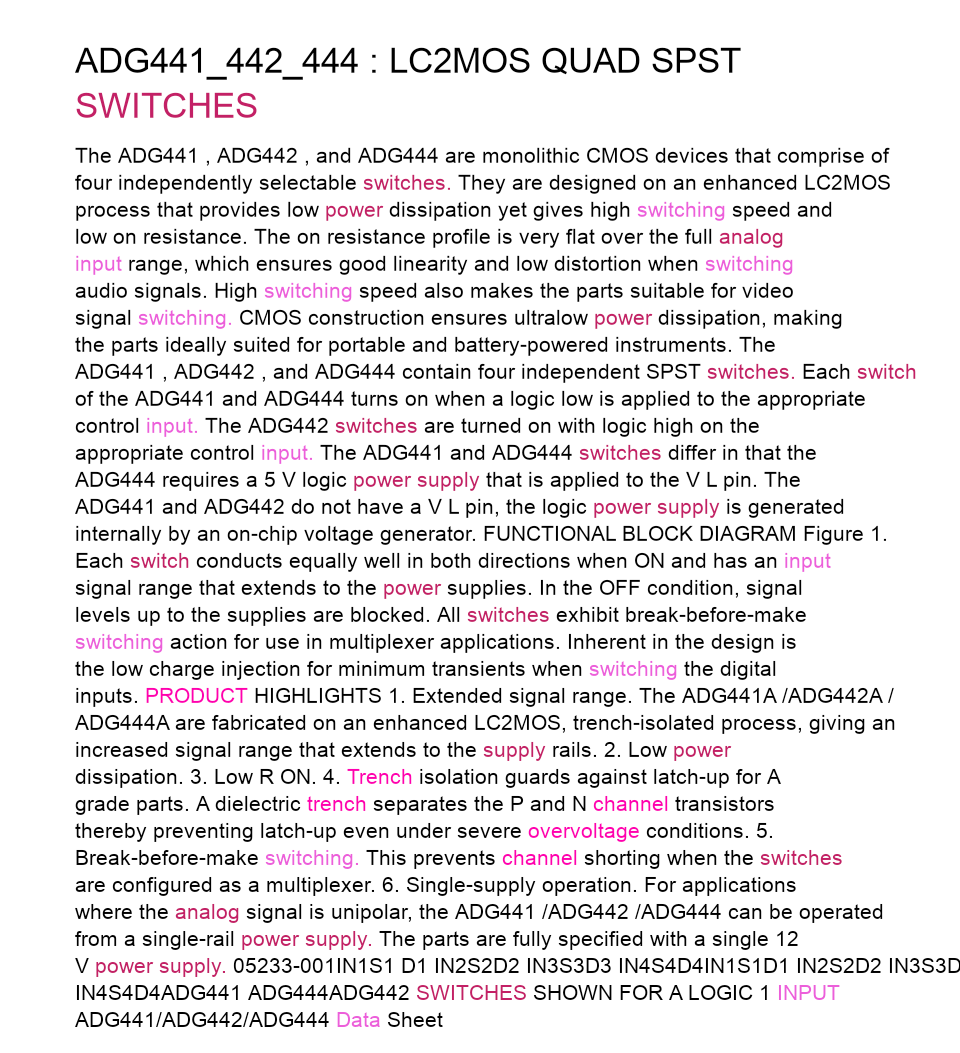 ADG441_442_444 : LC2MOS QUAD SPST
SWITCHES
The ADG441 , ADG442 , and ADG444 are monolithic CMOS devices that comprise of
four independently selectable switches. They are designed on an enhanced LC2MOS
process that provides low power dissipation yet gives high switching speed and
low on resistance. The on resistance profile is very flat over the full analog
input range, which ensures good linearity and low distortion when switching
audio signals. High switching speed also makes the parts suitable for video
signal switching. CMOS construction ensures ultralow power dissipation, making
the parts ideally suited for portable and battery-powered instruments. The
ADG441 , ADG442 , and ADG444 contain four independent SPST switches. Each switch
of the ADG441 and ADG444 turns on when a logic low is applied to the appropriate
control input. The ADG442 switches are turned on with logic high on the
appropriate control input. The ADG441 and ADG444 switches differ in that the
ADG444 requires a 5 V logic power supply that is applied to the V L pin. The
ADG441 and ADG442 do not have a V L pin, the logic power supply is generated
internally by an on-chip voltage generator. FUNCTIONAL BLOCK DIAGRAM Figure 1.
Each switch conducts equally well in both directions when ON and has an input
signal range that extends to the power supplies. In the OFF condition, signal
levels up to the supplies are blocked. All switches exhibit break-before-make
switching action for use in multiplexer applications. Inherent in the design is
the low charge injection for minimum transients when switching the digital
inputs. PRODUCT HIGHLIGHTS 1. Extended signal range. The ADG441A /ADG442A /
ADG444A are fabricated on an enhanced LC2MOS, trench-isolated process, giving an
increased signal range that extends to the supply rails. 2. Low power
dissipation. 3. Low R ON. 4. Trench isolation guards against latch-up for A
grade parts. A dielectric trench separates the P and N channel transistors
thereby preventing latch-up even under severe overvoltage conditions. 5.
Break-before-make switching. This prevents channel shorting when the switches
are configured as a multiplexer. 6. Single-supply operation. For applications
where the analog signal is unipolar, the ADG441 /ADG442 /ADG444 can be operated
from a single-rail power supply. The parts are fully specified with a single 12
V power supply. 05233-001IN1S1 D1 IN2S2D2 IN3S3D3 IN4S4D4IN1S1D1 IN2S2D2 IN3S3D
IN4S4D4ADG441 ADG444ADG442 SWITCHES SHOWN FOR A LOGIC 1 INPUT
ADG441/ADG442/ADG444 Data Sheet